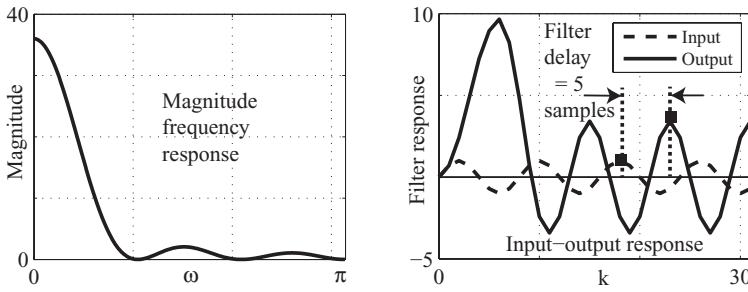 40
Magnitude
Magnitude
frequency
response
0
0
ω
π
10
Filter response
Filter
delay
= 5
samples
Input
Output
Input−output response
−5
0
k
30